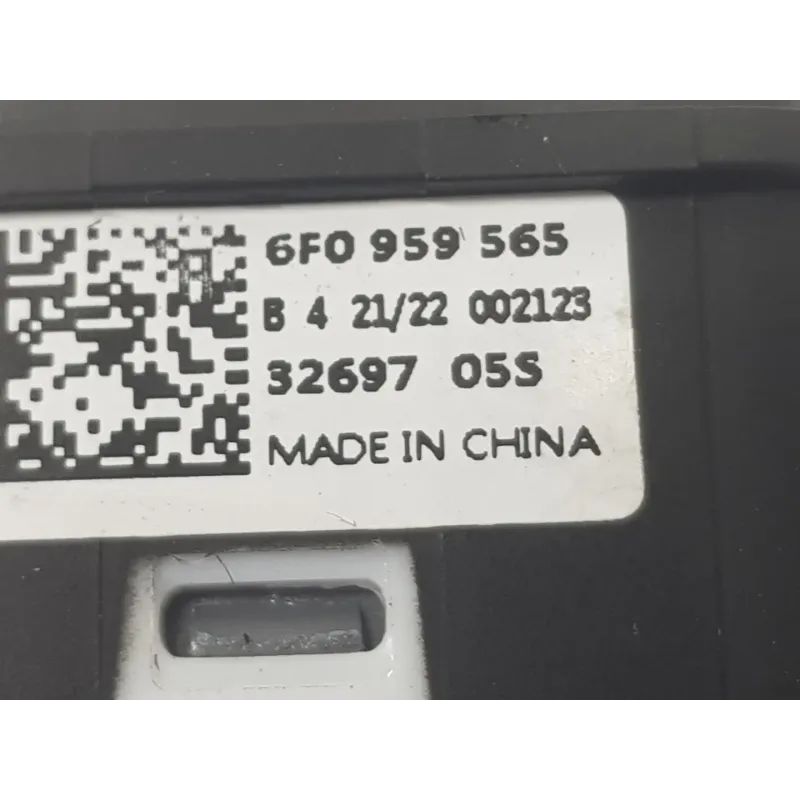 6F0 959 565
B 4 21/22 002123
32697 05S
MADE IN CHINA